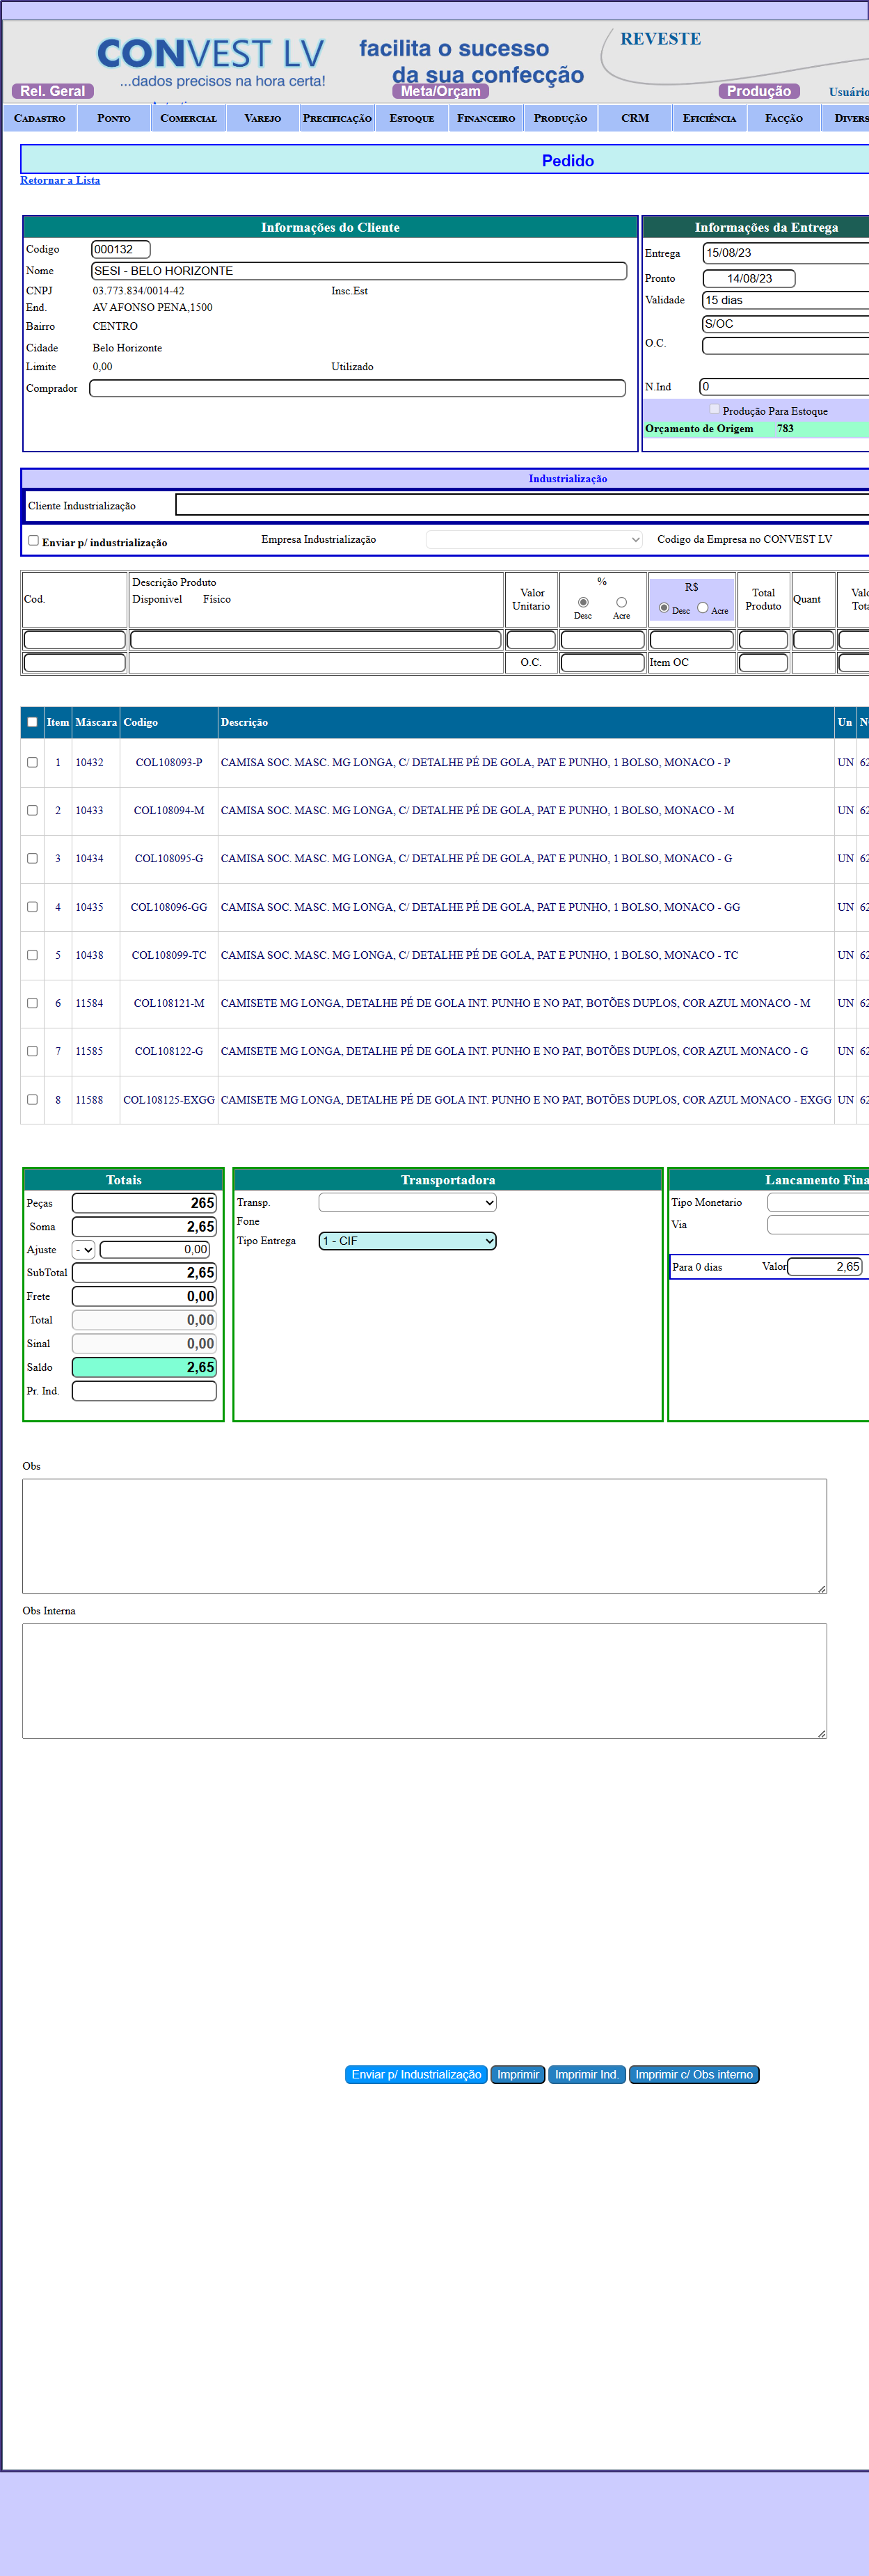 CONVEST LV
...dados precisos na hora certa!
facilita o sucesso
da sua confecção
REVESTE
Rel. Geral
Meta/Orçam
Produção
Usuário
CADASTRO PONTO COMERCIAL VAREJO PRECIFICAÇÃO ESTOQUE FINANCEIRO PRODUÇÃO CRM EFICIÊNCIA FACÇÃO DIVERS
Pedido
Retornar a Lista
Informações do Cliente
Codigo 000132
Nome SESI - BELO HORIZONTE
CNPJ 03.773.834/0014-42 Insc.Est
End. AV AFONSO PENA,1500
Bairro CENTRO
Cidade Belo Horizonte
Limite 0,00 Utilizado
Comprador
Informações da Entrega
Entrega 15/08/23
Pronto 14/08/23
Validade 15 dias
S/OC
O.C.
N.Ind 0
Produção Para Estoque
Orçamento de Origem 783
Industrialização
Cliente Industrialização
Enviar p/ industrialização Empresa Industrialização Codigo da Empresa no CONVEST LV
Cod. Descrição Produto Disponivel Físico Valor Unitario % Desc Acre R$ Desc Acre Total Produto Quant Valo Tota
O.C. Item OC
Item Máscara Codigo Descrição Un N
1 10432 COL108093-P CAMISA SOC. MASC. MG LONGA, C/ DETALHE PÉ DE GOLA, PAT E PUNHO, 1 BOLSO, MONACO - P UN 62
2 10433 COL108094-M CAMISA SOC. MASC. MG LONGA, C/ DETALHE PÉ DE GOLA, PAT E PUNHO, 1 BOLSO, MONACO - M UN 62
3 10434 COL108095-G CAMISA SOC. MASC. MG LONGA, C/ DETALHE PÉ DE GOLA, PAT E PUNHO, 1 BOLSO, MONACO - G UN 62
4 10435 COL108096-GG CAMISA SOC. MASC. MG LONGA, C/ DETALHE PÉ DE GOLA, PAT E PUNHO, 1 BOLSO, MONACO - GG UN 62
5 10438 COL108099-TC CAMISA SOC. MASC. MG LONGA, C/ DETALHE PÉ DE GOLA, PAT E PUNHO, 1 BOLSO, MONACO - TC UN 62
6 11584 COL108121-M CAMISETE MG LONGA, DETALHE PÉ DE GOLA INT. PUNHO E NO PAT, BOTÕES DUPLOS, COR AZUL MONACO - M UN 62
7 11585 COL108122-G CAMISETE MG LONGA, DETALHE PÉ DE GOLA INT. PUNHO E NO PAT, BOTÕES DUPLOS, COR AZUL MONACO - G UN 62
8 11588 COL108125-EXGG CAMISETE MG LONGA, DETALHE PÉ DE GOLA INT. PUNHO E NO PAT, BOTÕES DUPLOS, COR AZUL MONACO - EXGG UN 62
Totais
Peças 265
Soma 2,65
Ajuste - 0,00
SubTotal 2,65
Frete 0,00
Total 0,00
Sinal 0,00
Saldo 2,65
Pr. Ind.
Transportadora
Transp.
Fone
Tipo Entrega 1 - CIF
Lancamento Fina
Tipo Monetario
Via
Para 0 dias Valor 2,65
Obs
Obs Interna
Enviar p/ Industrialização Imprimir Imprimir Ind. Imprimir c/ Obs interno